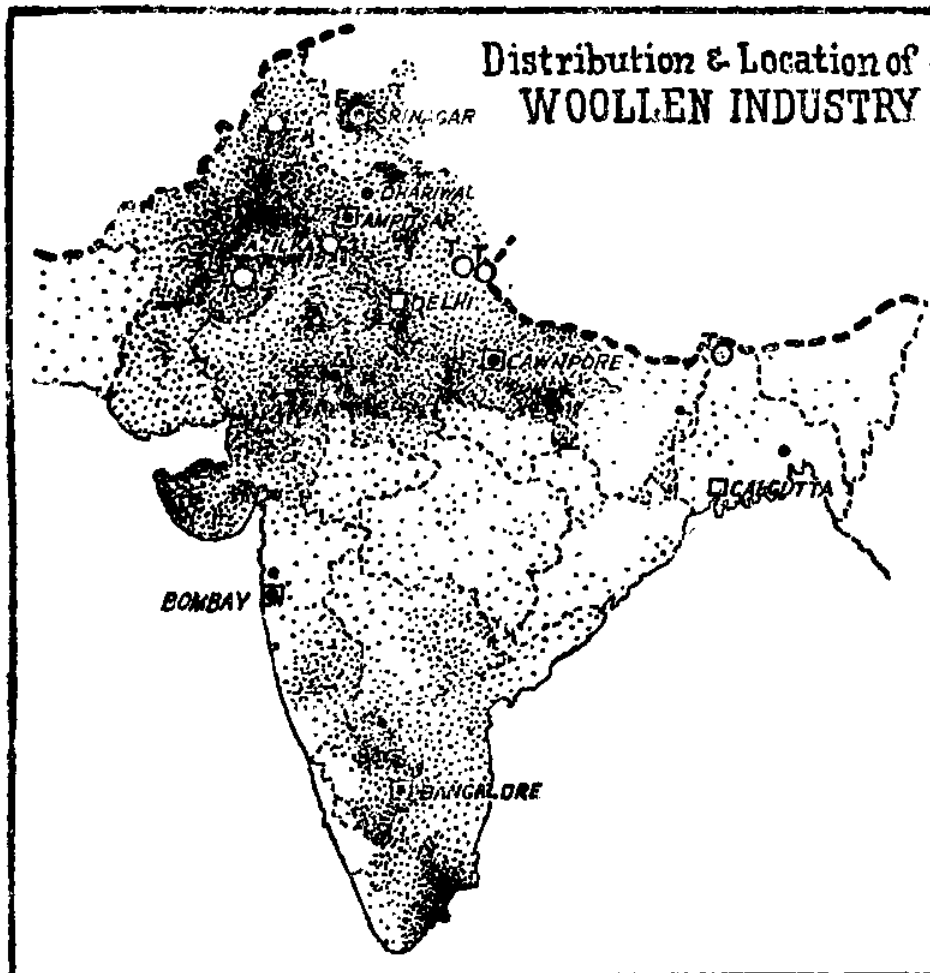 Distribution & Location of
WOOLLEN INDUSTRY
SRINAGAR
DHARIWAL
AMRITSAR
DELHI
CAWNPORE
CALCUTTA
BOMBAY
BANGALORE